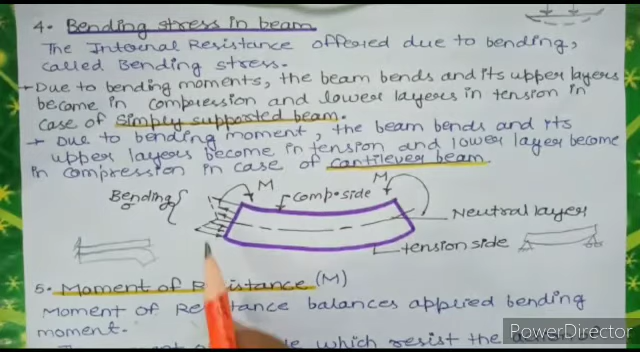 4- Bending stress in beam-
The Internal Resistance offered due to bending,
called Bending stress.
→ Due to bending moments, the beam bends and its upper layers
become in compression and lower layers in tension in
case of simply supported beam.
→ Due to bending moment, the beam bends and its
upper layers become in tension and lower layer become
in compression in case of cantilever beam.
Bending
M
comp. side
M
Neutral layer
tension side
5- Moment of R istance (M)
Moment of Re tance balances applied bending
moment.
which resist the
PowerDirector